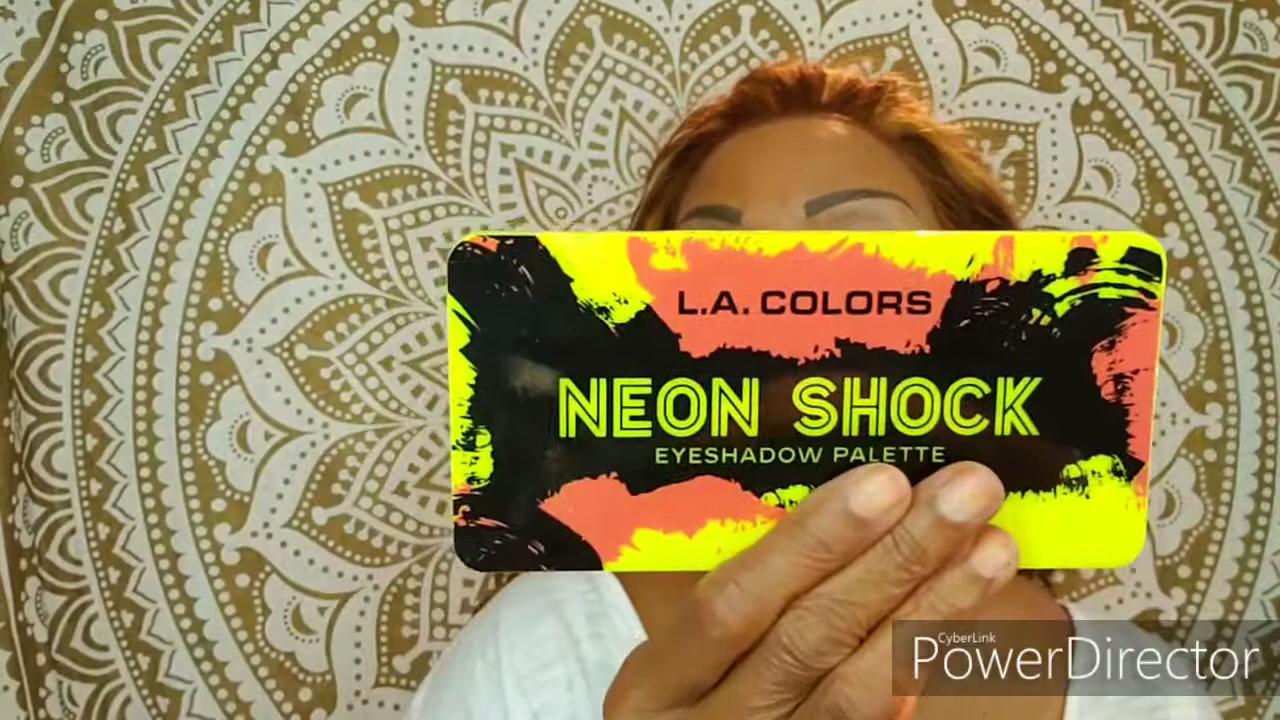 L.A. COLORS
NEON SHOCK
EYESHADOW PALETTE
CyberLink
PowerDirector